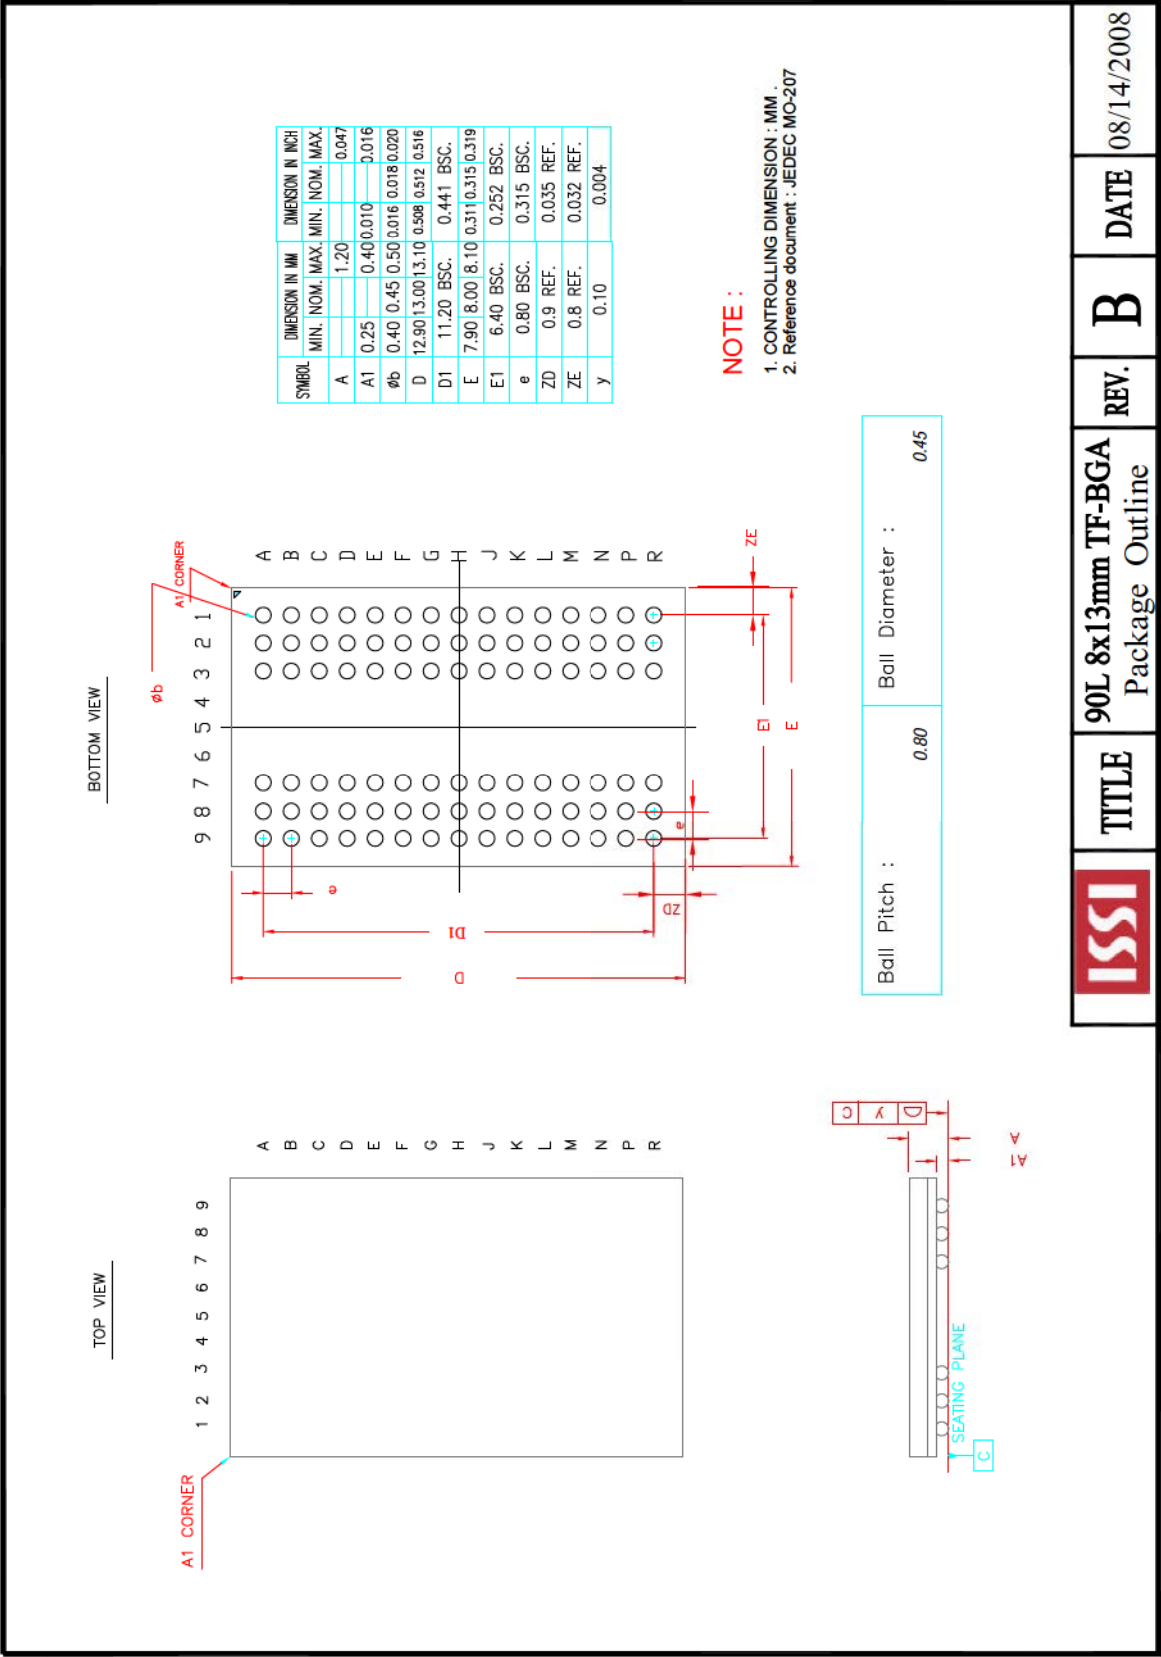 TOP VIEW
A1 CORNER
1 2 3 4 5 6 7 8 9
A
B
C
D
E
F
G
H
J
K
L
M
N
P
R
BOTTOM VIEW
Øb
A1 CORNER
9 8 7 6 5 4 3 2 1
A
B
C
D
E
F
G
H
J
K
L
M
N
P
R
e
D1
D
ZD
e
E1
E
ZE
SYMBOL DIMENSION IN MM DIMENSION IN INCH
MIN. NOM. MAX. MIN. NOM. MAX.
A 1.20 0.047
A1 0.25 0.40 0.010 0.016
Øb 0.40 0.45 0.50 0.016 0.018 0.020
D 12.90 13.00 13.10 0.508 0.512 0.516
D1 11.20 BSC. 0.441 BSC.
E 7.90 8.00 8.10 0.311 0.315 0.319
E1 6.40 BSC. 0.252 BSC.
e 0.80 BSC. 0.315 BSC.
ZD 0.9 REF. 0.035 REF.
ZE 0.8 REF. 0.032 REF.
y 0.10 0.004
NOTE :
1. CONTROLLING DIMENSION : MM .
2. Reference document : JEDEC MO-207
SEATING PLANE
C
A1
A
y C
Ball Pitch : 0.80
Ball Diameter : 0.45
ISSI
TITLE
90L 8x13mm TF-BGA
Package Outline
REV. B
DATE 08/14/2008